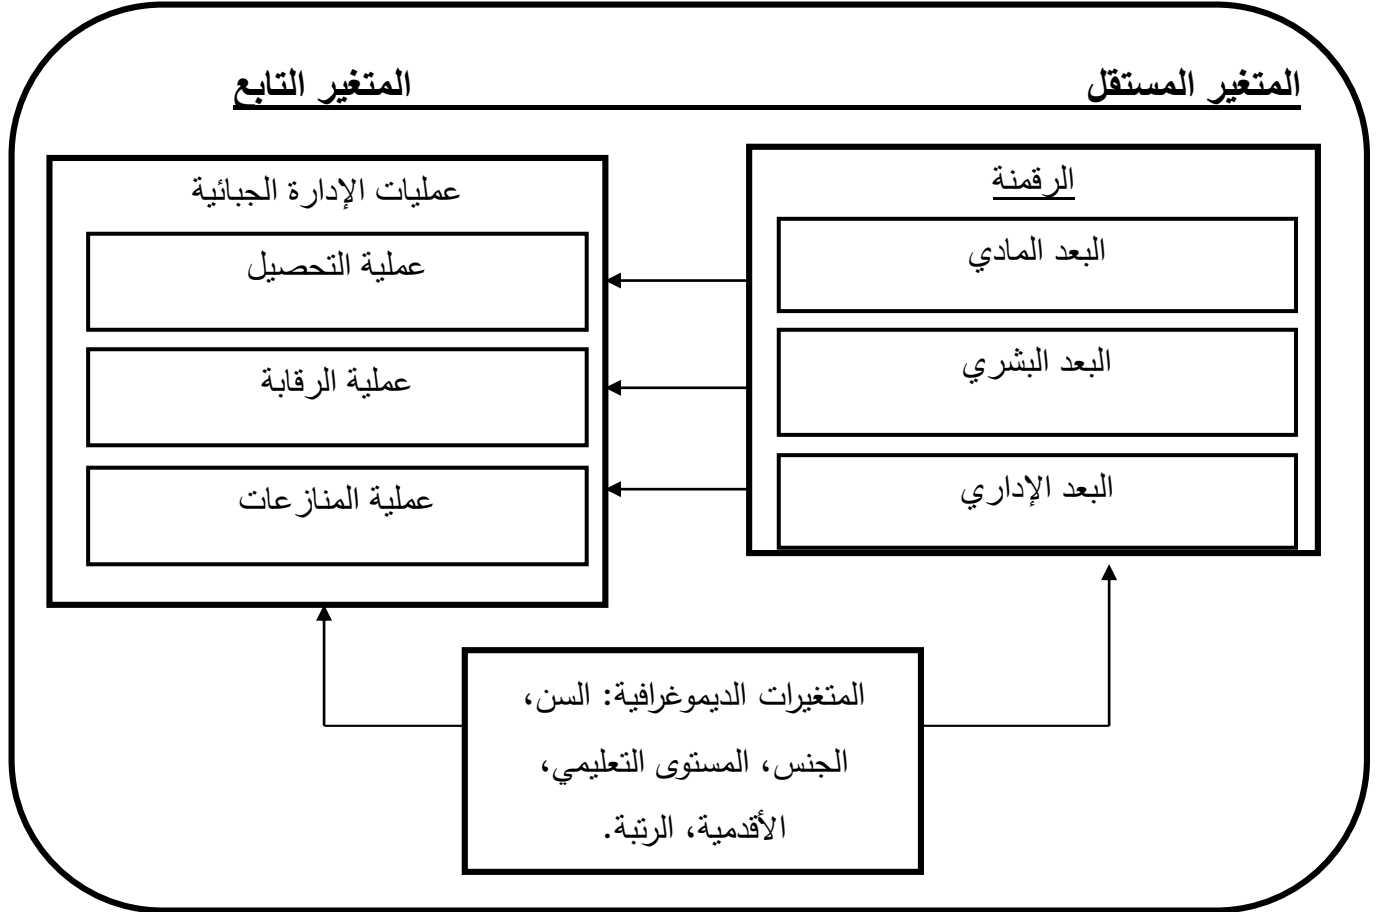 المتغير المستقل المتغير التابع
الرقمنة
البعد المادي
البعد البشري
البعد الإداري
عمليات الإدارة الجبائية
عملية التحصيل
عملية الرقابة
عملية المنازعات
المتغيرات الديموغرافية: السن،
الجنس، المستوى التعليمي،
الأقدمية، الرتبة.